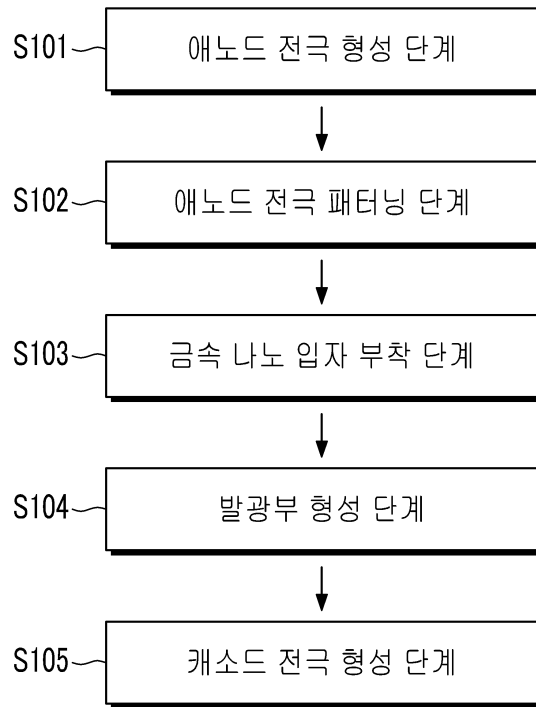 S101 애노드 전극 형성 단계
S102 애노드 전극 패터닝 단계
S103 금속 나노 입자 부착 단계
S104 발광부 형성 단계
S105 캐소드 전극 형성 단계